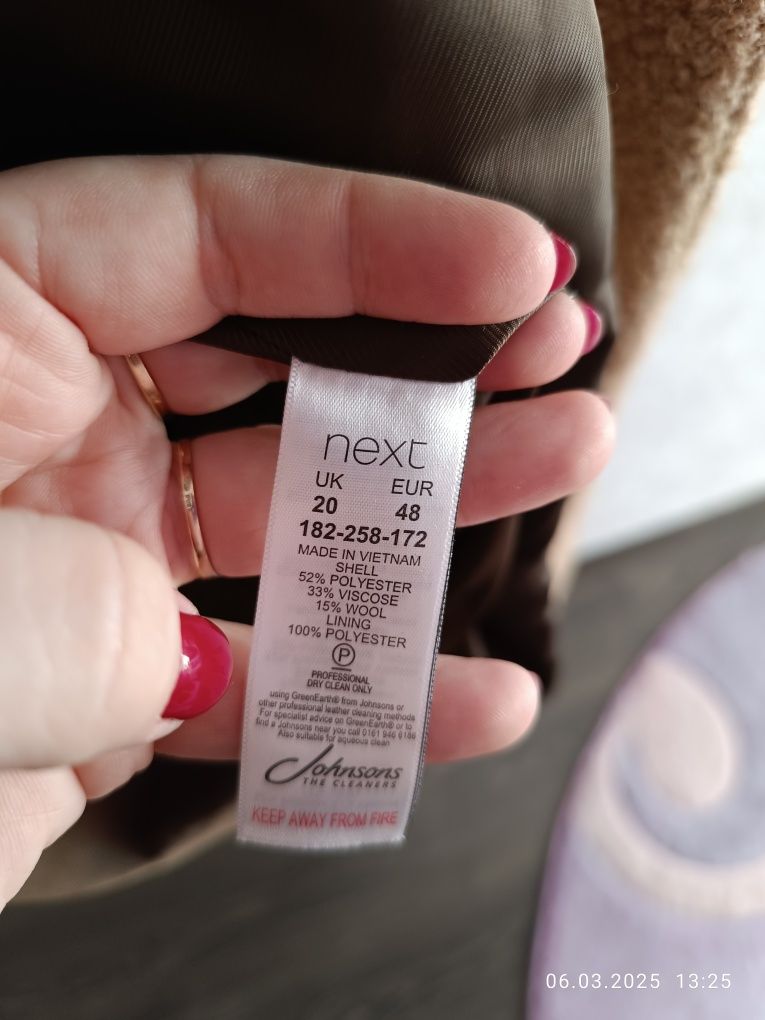 next
UK EUR
20 48
182-258-172
MADE IN VIETNAM
SHELL
52% POLYESTER
33% VISCOSE
15% WOOL
LINING
100% POLYESTER
P
PROFESSIONAL
DRY CLEAN ONLY
using GreenEarth® from Johnsons or
other professional leather cleaning methods
For specialist advice on GreenEarth® or to
find a Johnsons near you call 0161 946 6186
Also suitable for aqueous clean
Johnsons
THE CLEANERS
KEEP AWAY FROM FIRE
06.03.2025 13:25